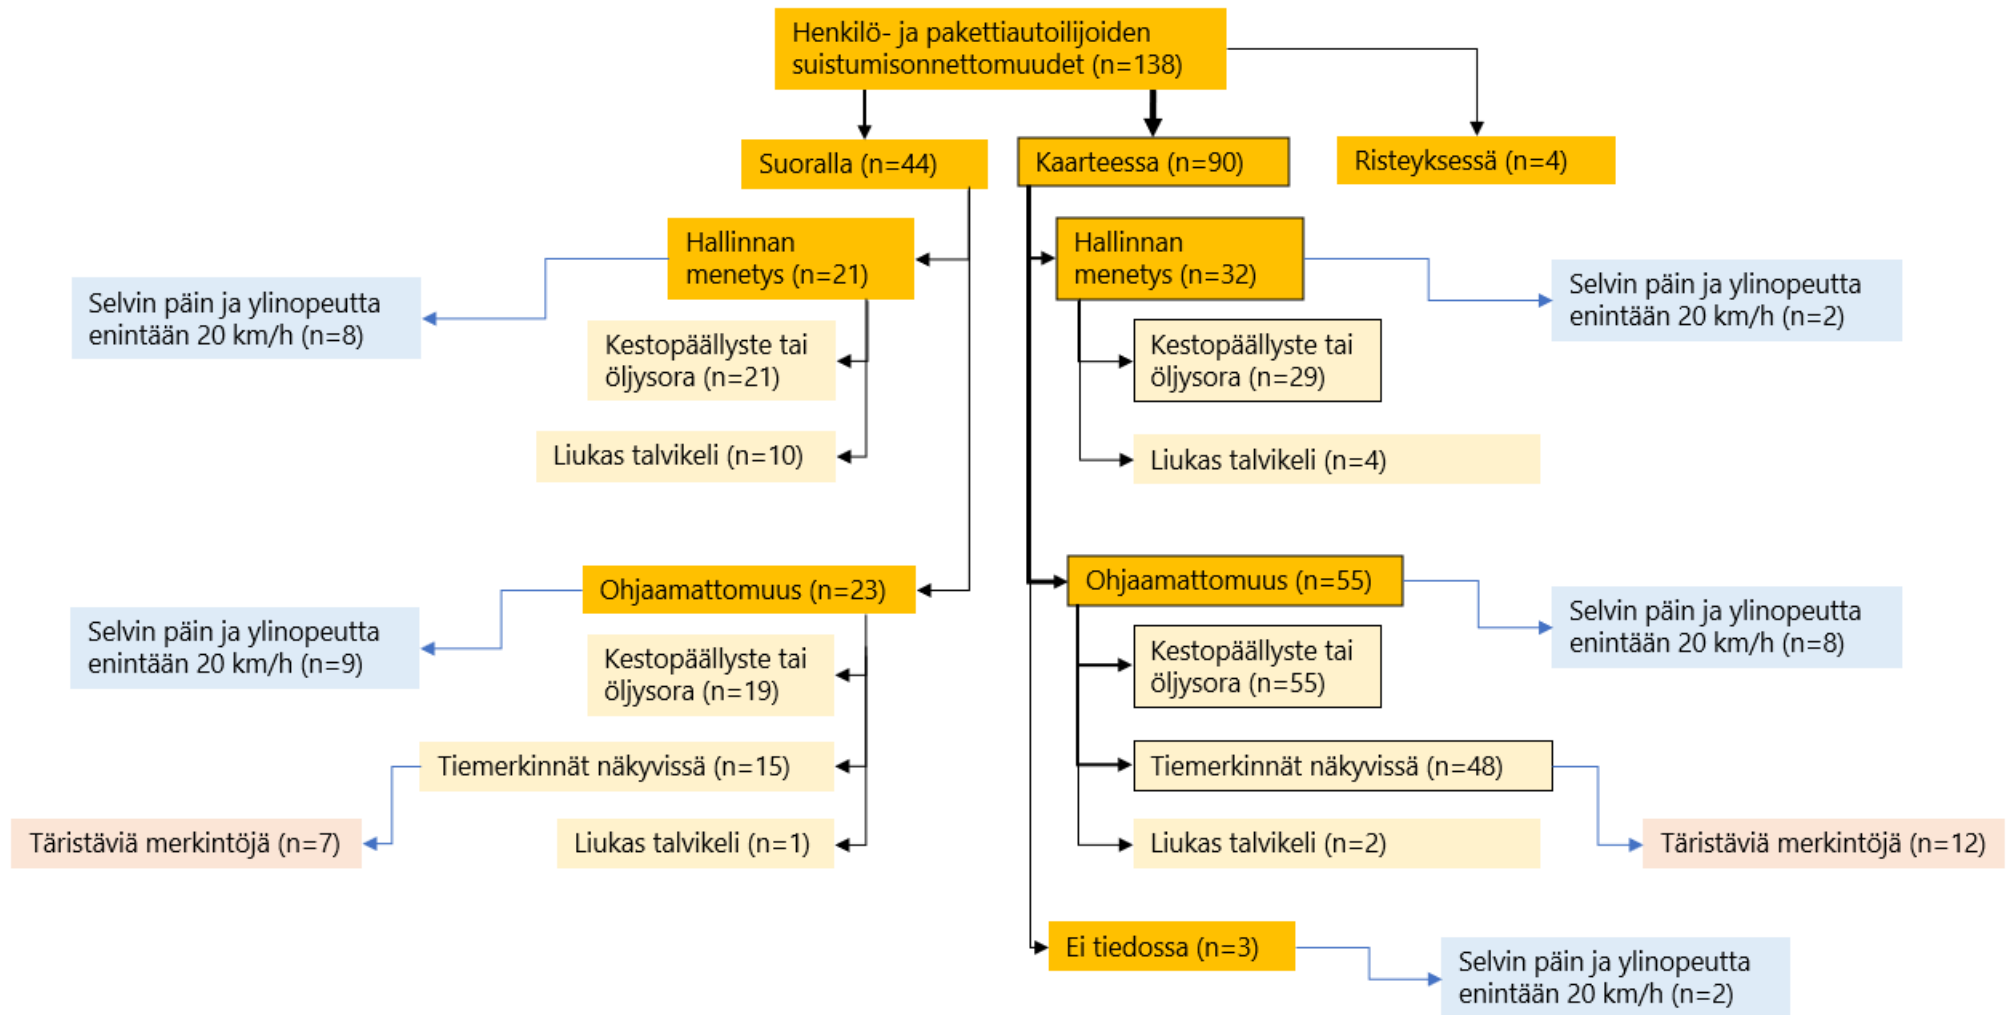 Henkilö- ja pakettiautoilijoiden
suistumisonnettomuudet (n=138)
Suoralla (n=44)
Kaarteessa (n=90)
Risteyksessä (n=4)
Hallinnan
menetys (n=21)
Selvin päin ja ylinopeutta
enintään 20 km/h (n=8)
Kestopäällyste tai
öljysora (n=21)
Liukas talvikeli (n=10)
Ohjaamattomuus (n=23)
Selvin päin ja ylinopeutta
enintään 20 km/h (n=9)
Kestopäällyste tai
öljysora (n=19)
Tiemerkinnät näkyvissä (n=15)
Täristäviä merkintöjä (n=7)
Liukas talvikeli (n=1)
Hallinnan
menetys (n=32)
Selvin päin ja ylinopeutta
enintään 20 km/h (n=2)
Kestopäällyste tai
öljysora (n=29)
Liukas talvikeli (n=4)
Ohjaamattomuus (n=55)
Selvin päin ja ylinopeutta
enintään 20 km/h (n=8)
Kestopäällyste tai
öljysora (n=55)
Tiemerkinnät näkyvissä (n=48)
Täristäviä merkintöjä (n=12)
Liukas talvikeli (n=2)
Ei tiedossa (n=3)
Selvin päin ja ylinopeutta
enintään 20 km/h (n=2)